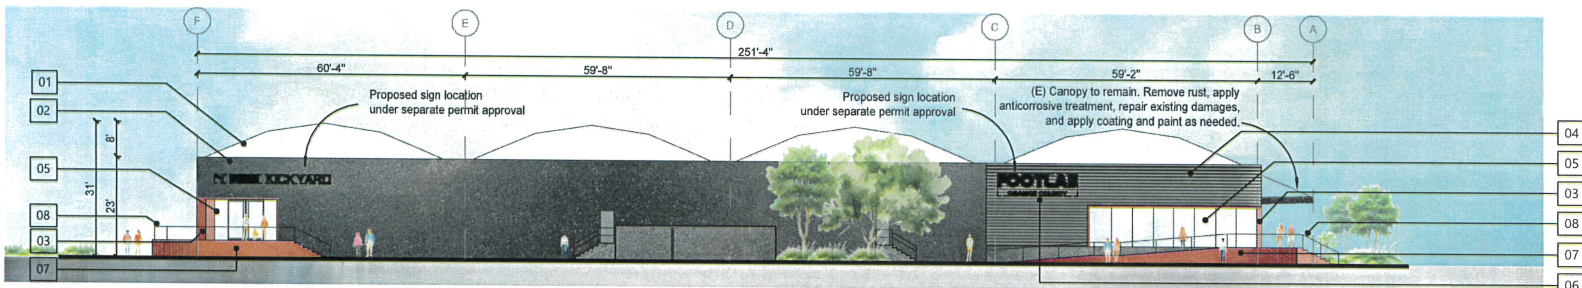 F
E
D
C
B
A
251'-4"
60'-4"
59'-8"
59'-8"
59'-2"
12'-6"
01
02
05
08
03
07
Proposed sign location
under separate permit approval
Proposed sign location
under separate permit approval
(E) Canopy to remain. Remove rust, apply
anticorrosive treatment, repair existing damages,
and apply coating and paint as needed.
8'
31'
23'
KICKYARD
FOOTLAB
04
05
03
08
07
06